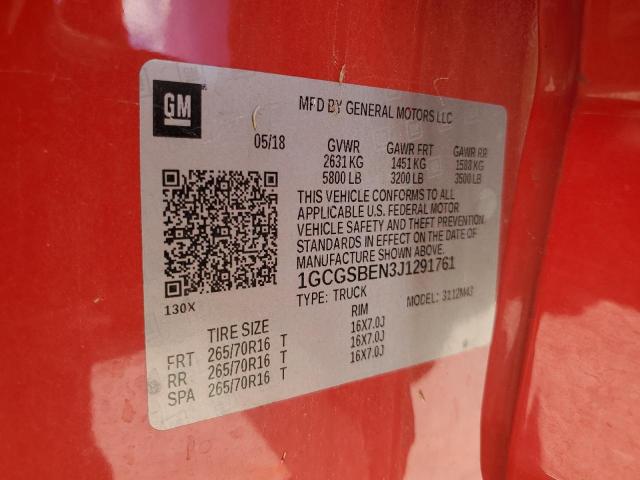 GM
MFD BY GENERAL MOTORS LLC
05/18
GVWR GAWR FRT GAWR RR
2631 KG 1451 KG 1588 KG
5800 LB 3200 LB 3500 LB
THIS VEHICLE CONFORMS TO ALL
APPLICABLE U.S. FEDERAL MOTOR
VEHICLE SAFETY AND THEFT PREVENTION
STANDARDS IN EFFECT ON THE DATE OF
MANUFACTURE SHOWN ABOVE.
1GCGSBEN3J1291761
130X
TYPE: TRUCK MODEL: 3112M43
TIRE SIZE RIM
FRT 265/70R16 T 16X7.0J
RR 265/70R16 T 16X7.0J
SPA 265/70R16 T 16X7.0J